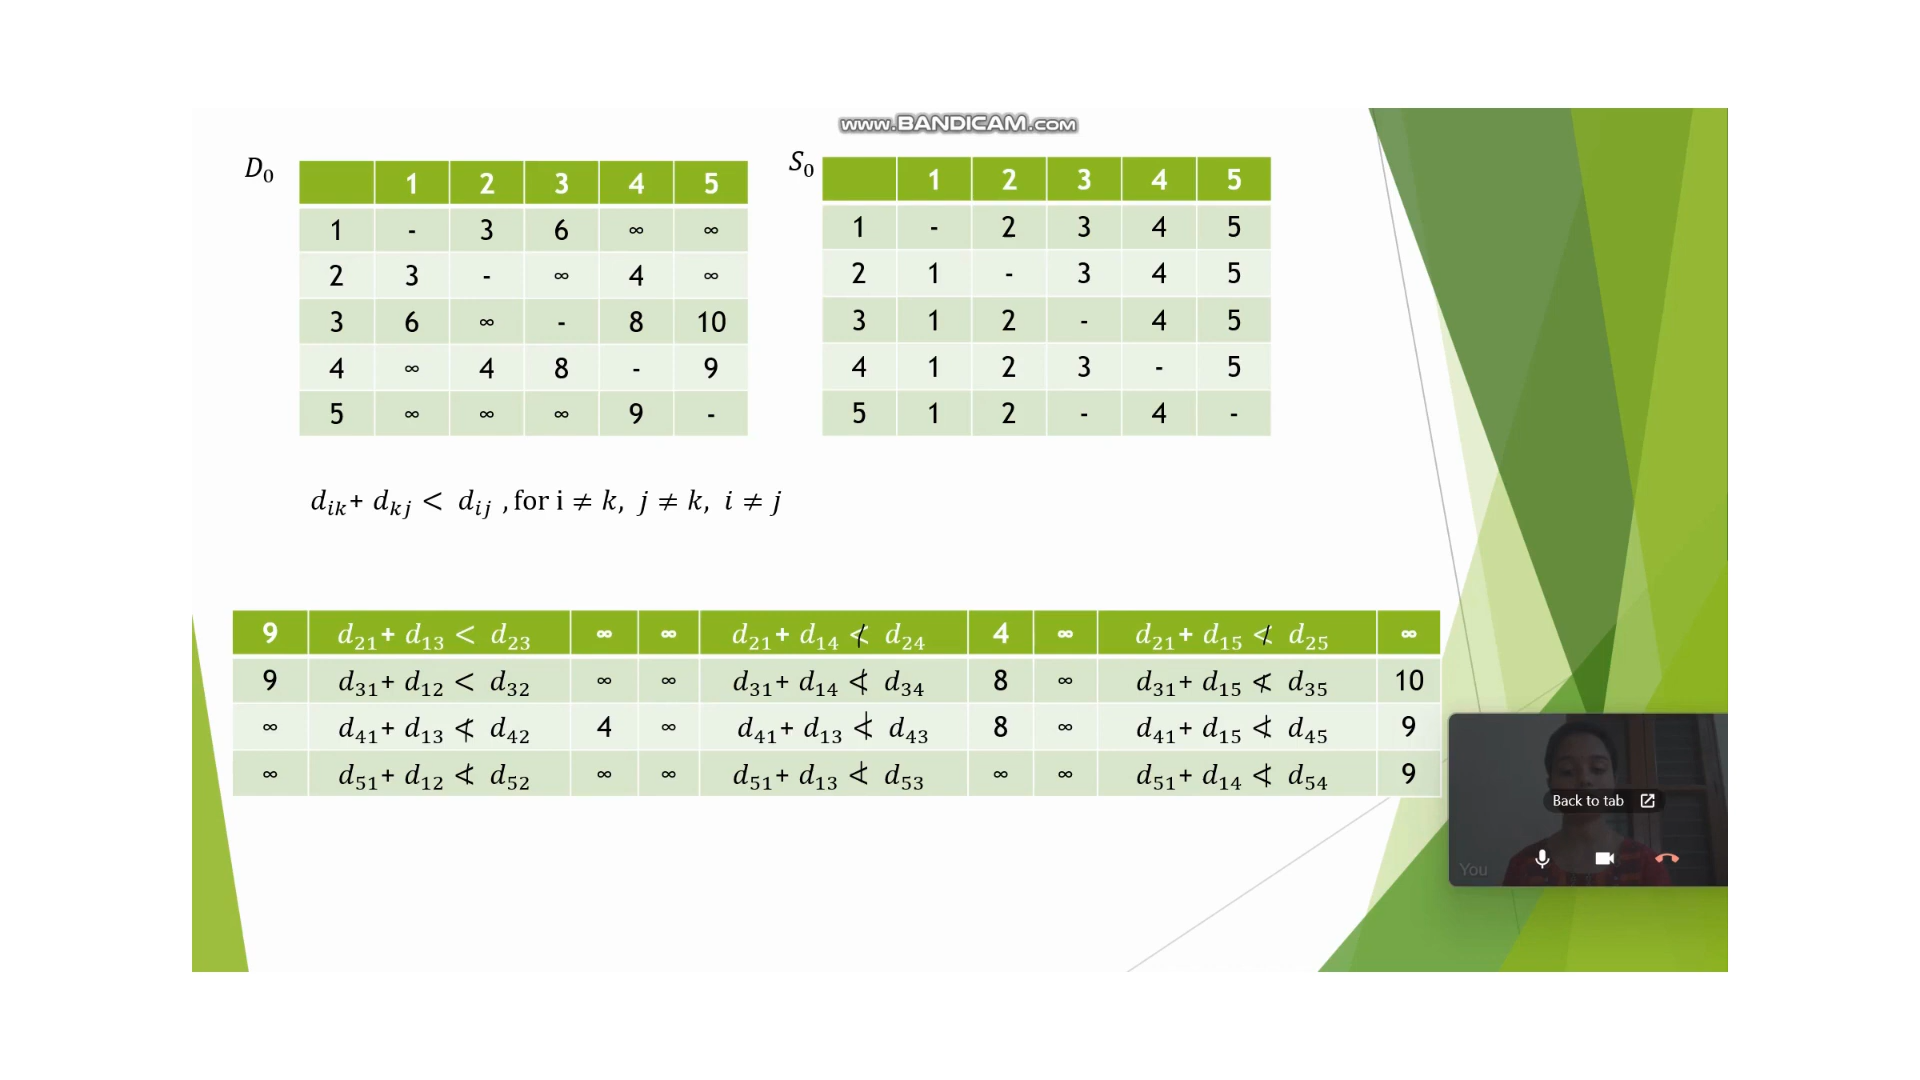 www.BANDICAM.com
D₀
1 2 3 4 5
1 - 3 6 ∞ ∞
2 3 - ∞ 4 ∞
3 6 ∞ - 8 10
4 ∞ 4 8 - 9
5 ∞ ∞ ∞ 9 -
S₀
1 2 3 4 5
1 - 2 3 4 5
2 1 - 3 4 5
3 1 2 - 4 5
4 1 2 3 - 5
5 1 2 - 4 -
dᵢₖ+ dₖⱼ < dᵢⱼ , for i ≠ k, j ≠ k, i ≠ j
9 d₂₁+ d₁₃ < d₂₃ ∞ ∞ d₂₁+ d₁₄ ≮ d₂₄ 4 ∞ d₂₁+ d₁₅ ≮ d₂₅ ∞
9 d₃₁+ d₁₂ < d₃₂ ∞ ∞ d₃₁+ d₁₄ ≮ d₃₄ 8 ∞ d₃₁+ d₁₅ ≮ d₃₅ 10
∞ d₄₁+ d₁₃ ≮ d₄₂ 4 ∞ d₄₁+ d₁₃ ≮ d₄₃ 8 ∞ d₄₁+ d₁₅ ≮ d₄₅ 9
∞ d₅₁+ d₁₂ ≮ d₅₂ ∞ ∞ d₅₁+ d₁₃ ≮ d₅₃ ∞ ∞ d₅₁+ d₁₄ ≮ d₅₄ 9
Back to tab
You